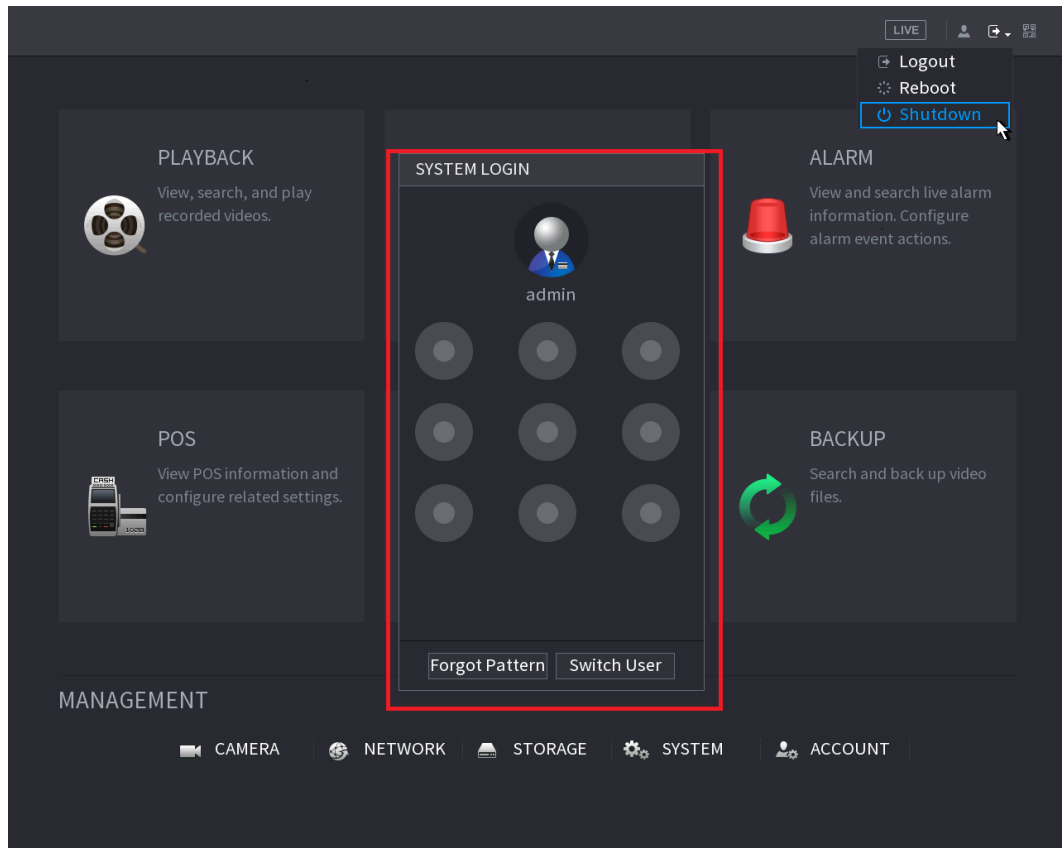 LIVE
Logout
Reboot
Shutdown
PLAYBACK
View, search, and play
recorded videos.
SYSTEM LOGIN
admin
Forgot Pattern
Switch User
ALARM
View and search live alarm
information. Configure
alarm event actions.
POS
View POS information and
configure related settings.
CASH
BACKUP
Search and back up video
files.
MANAGEMENT
CAMERA
NETWORK
STORAGE
SYSTEM
ACCOUNT